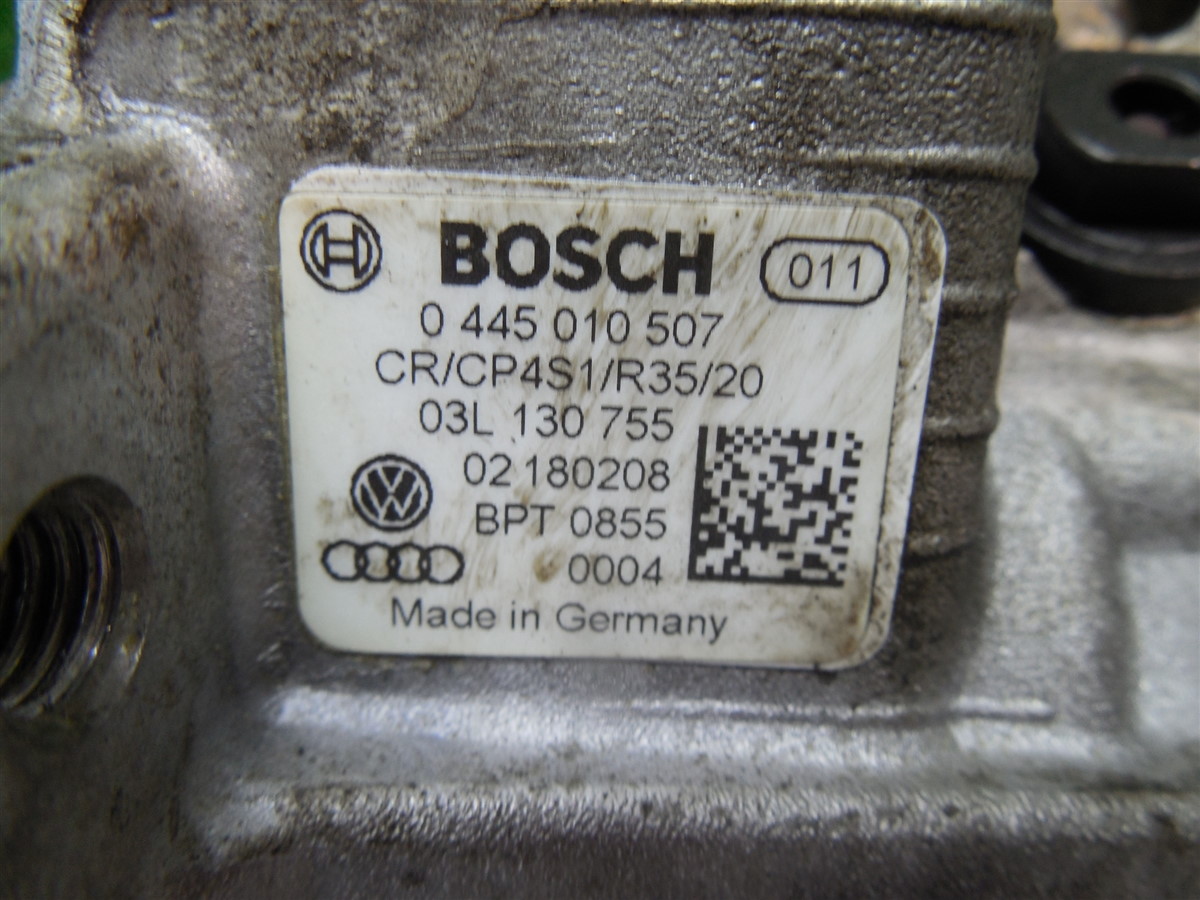 BOSCH 011
0 445 010 507
CR/CP4S1/R35/20
03L 130 755
02 180208
BPT 0855
0004
Made in Germany